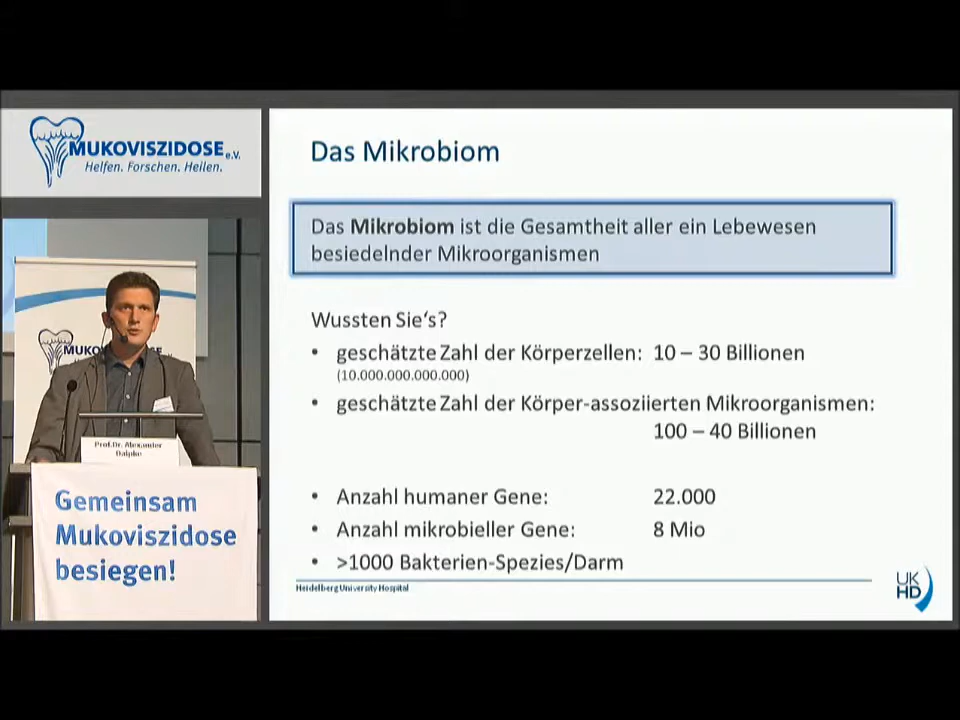 MUKOVISZIDOSE e.V.
Helfen. Forschen. Heilen.
Das Mikrobiom
Das Mikrobiom ist die Gesamtheit aller ein Lebewesen
besiedelnder Mikroorganismen
Wussten Sie's?
• geschätzte Zahl der Körperzellen: 10 – 30 Billionen
(10.000.000.000.000)
• geschätzte Zahl der Körper-assoziierten Mikroorganismen:
100 – 40 Billionen
• Anzahl humaner Gene: 22.000
• Anzahl mikrobieller Gene: 8 Mio
• >1000 Bakterien-Spezies/Darm
Heidelberg University Hospital
UK
HD
Prof. Dr. Alexander
Dalpke
Gemeinsam
Mukoviszidose
besiegen!